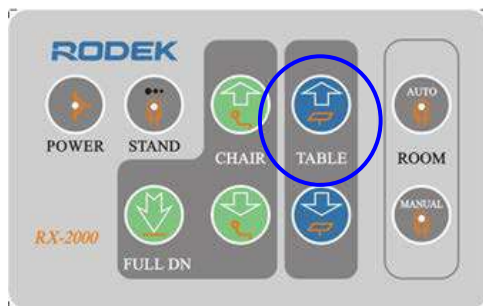 RODEK
POWER STAND CHAIR TABLE ROOM
AUTO
MANUAL
RX-2000
FULL DN